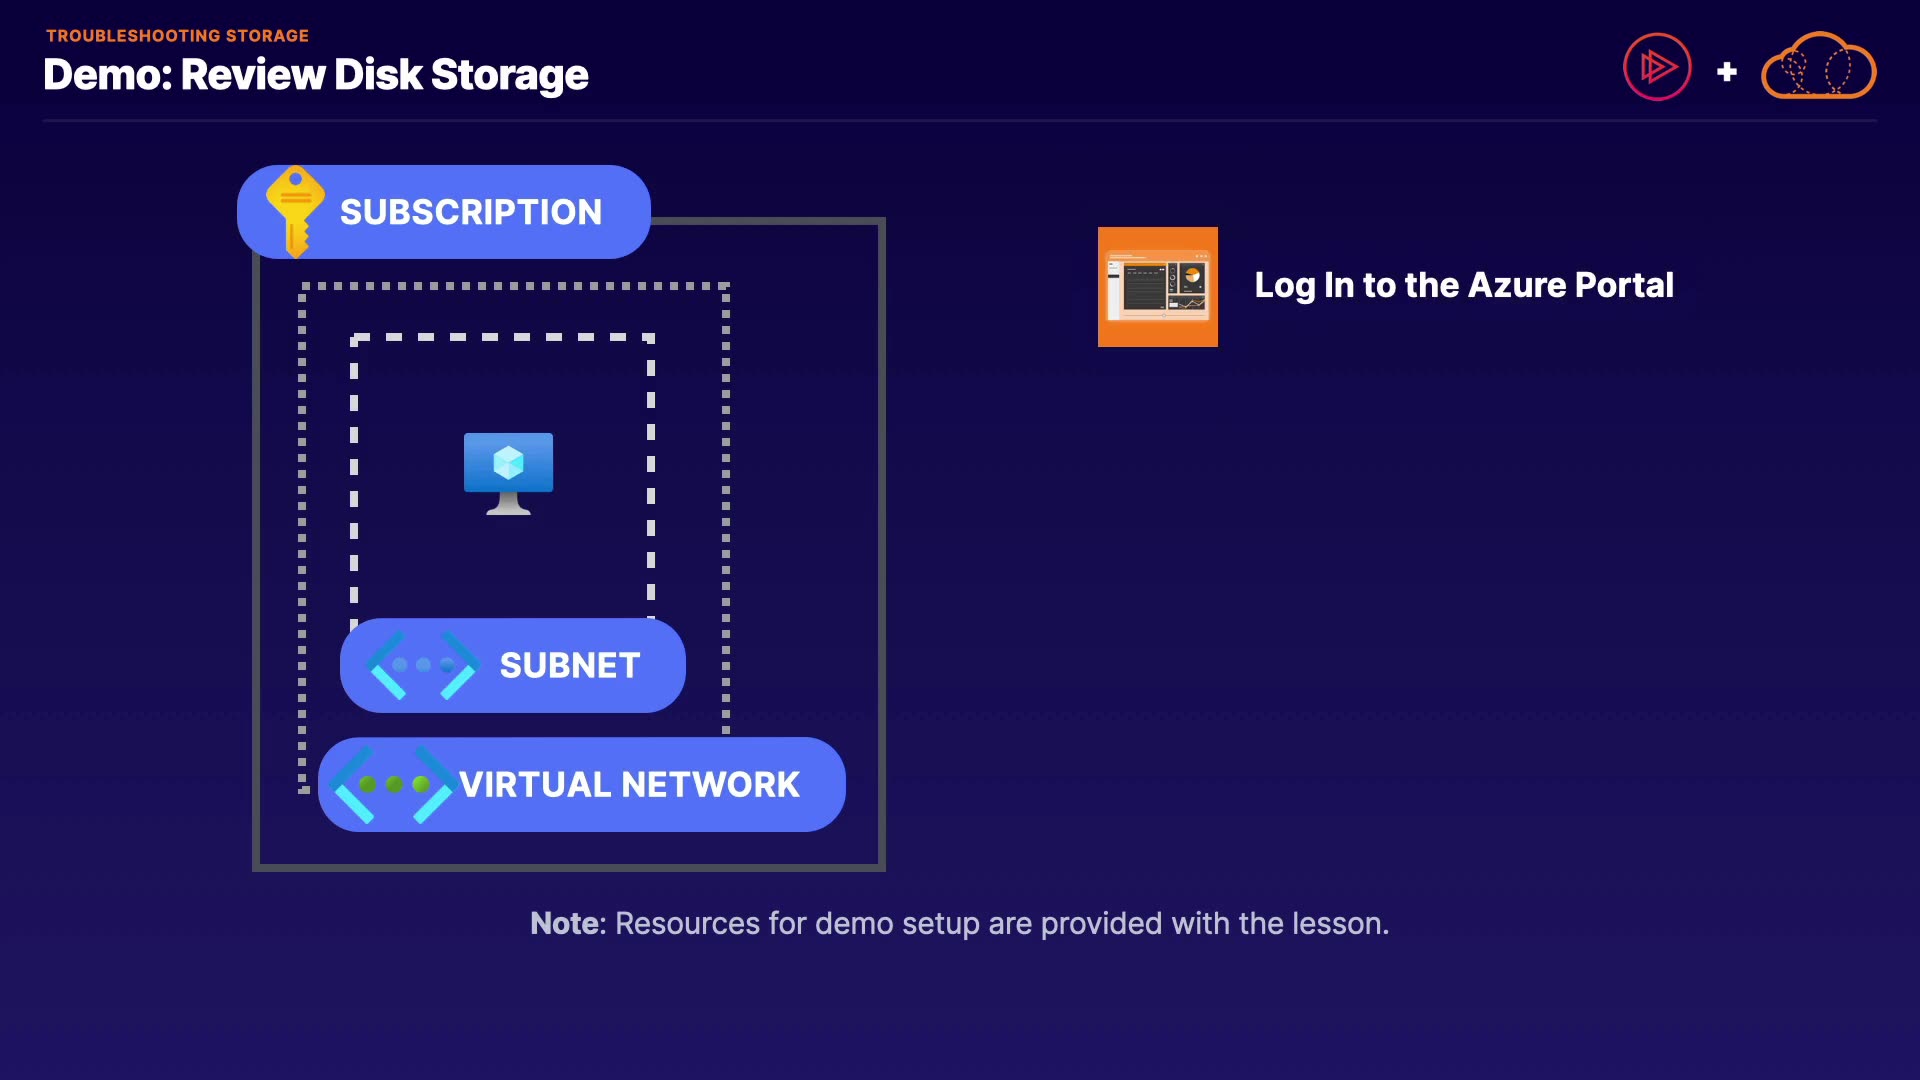 TROUBLESHOOTING STORAGE
Demo: Review Disk Storage
SUBSCRIPTION
Log In to the Azure Portal
SUBNET
VIRTUAL NETWORK
Note: Resources for demo setup are provided with the lesson.